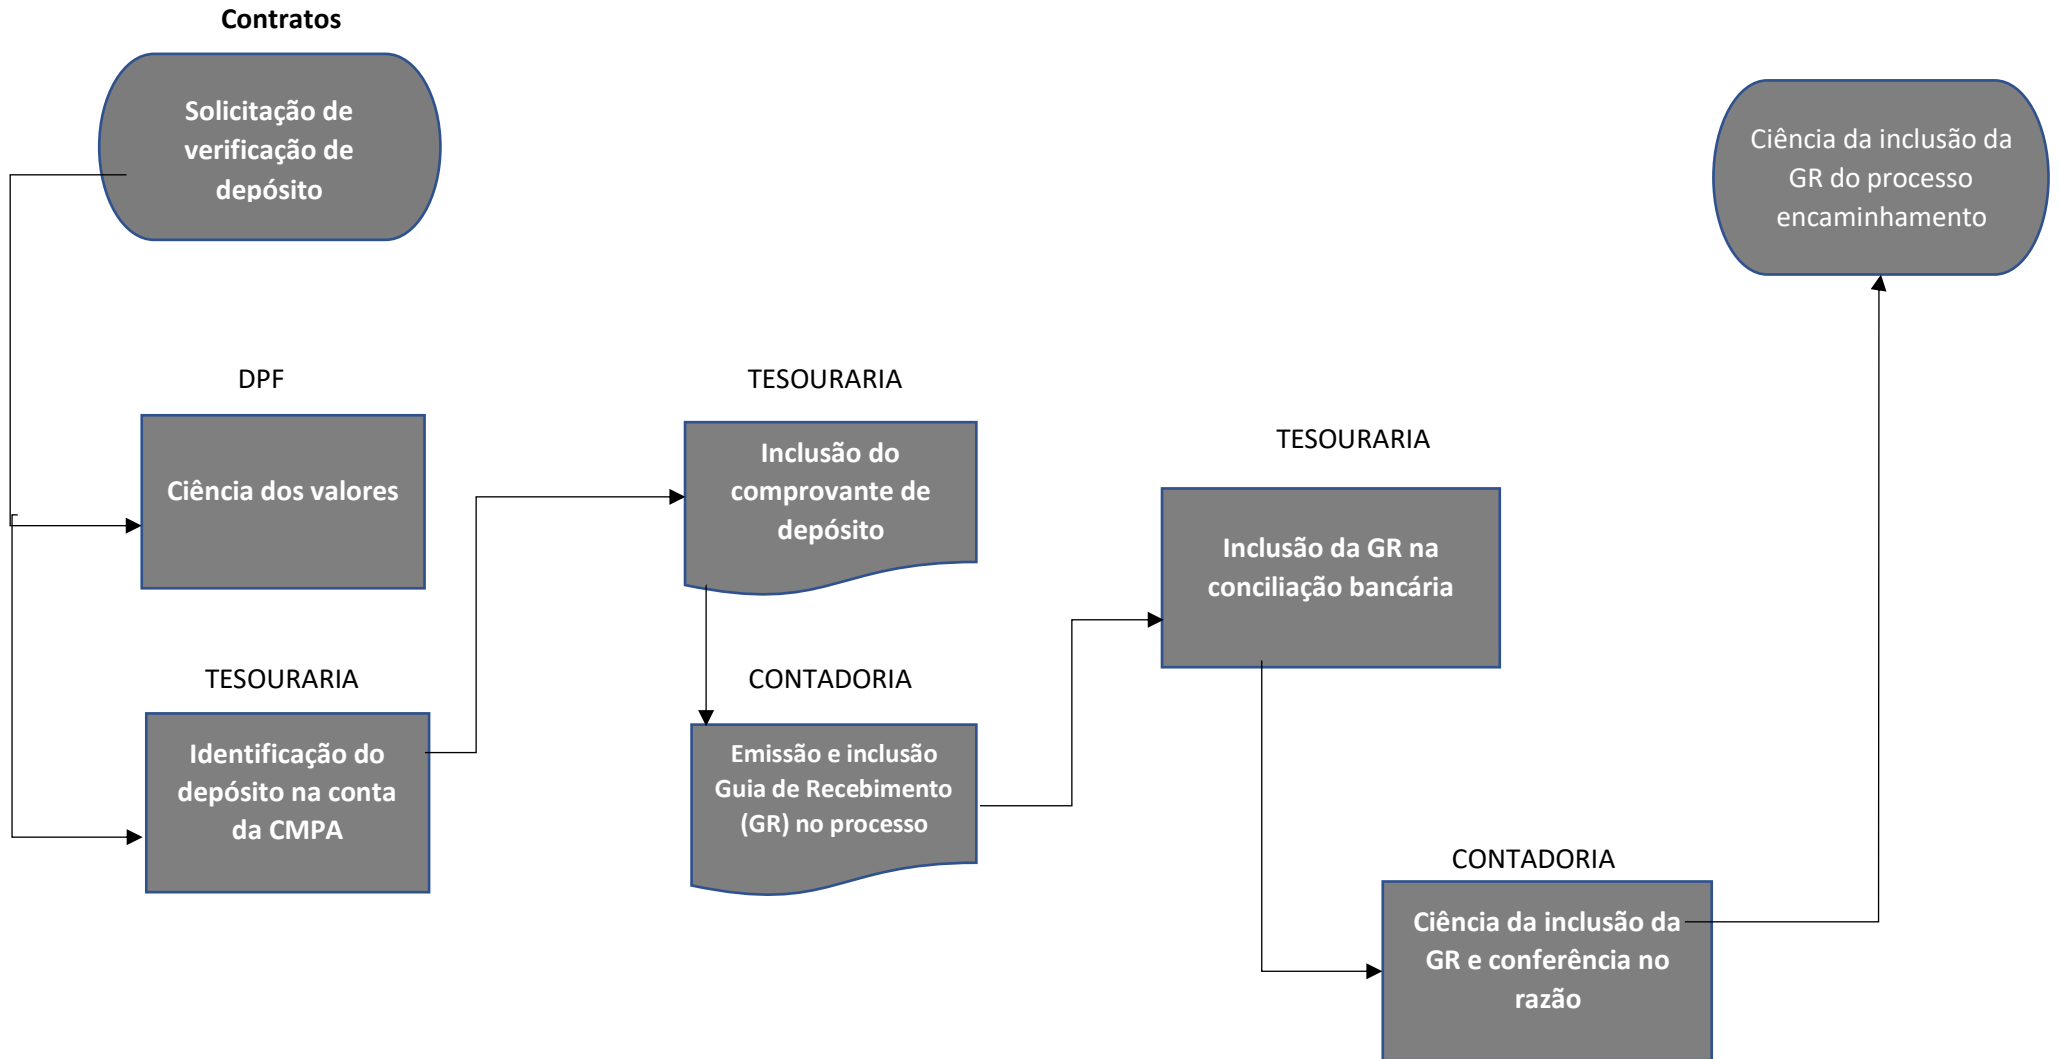 Contratos
Solicitação de
verificação de
depósito
Ciência da inclusão da
GR do processo
encaminhamento
DPF
Ciência dos valores
TESOURARIA
Identificação do
depósito na conta
da CMPA
TESOURARIA
Inclusão do
comprovante de
depósito
CONTADORIA
Emissão e inclusão
Guia de Recebimento
(GR) no processo
TESOURARIA
Inclusão da GR na
conciliação bancária
CONTADORIA
Ciência da inclusão da
GR e conferência no
razão